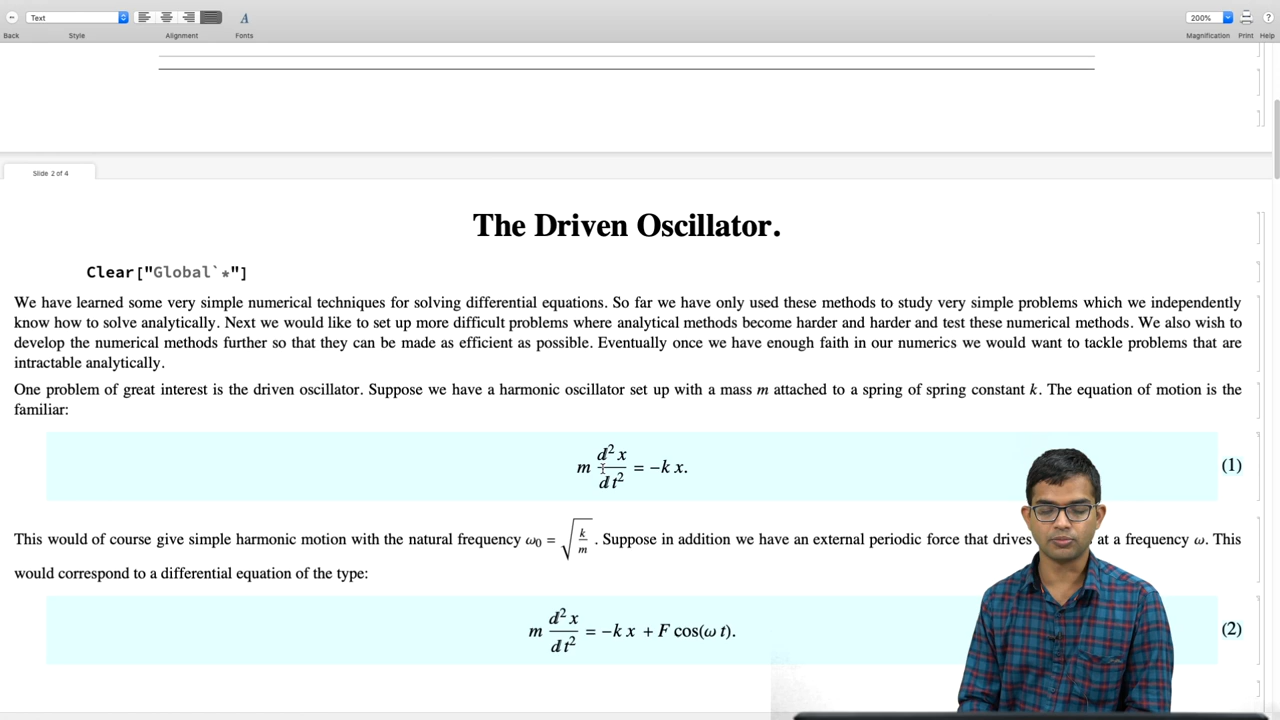 Text
200%
Back
Style
Alignment
Fonts
Magnification
Print
Help
Slide 2 of 4
The Driven Oscillator.
Clear["Global`*"]
We have learned some very simple numerical techniques for solving differential equations. So far we have only used these methods to study very simple problems which we independently
know how to solve analytically. Next we would like to set up more difficult problems where analytical methods become harder and harder and test these numerical methods. We also wish to
develop the numerical methods further so that they can be made as efficient as possible. Eventually once we have enough faith in our numerics we would want to tackle problems that are
intractable analytically.
One problem of great interest is the driven oscillator. Suppose we have a harmonic oscillator set up with a mass m attached to a spring of spring constant k. The equation of motion is the
familiar:
m d²x/dt² = −k x. (1)
This would of course give simple harmonic motion with the natural frequency ω₀ = √(k/m). Suppose in addition we have an external periodic force that drives at a frequency ω. This
would correspond to a differential equation of the type:
m d²x/dt² = −k x + F cos(ω t). (2)